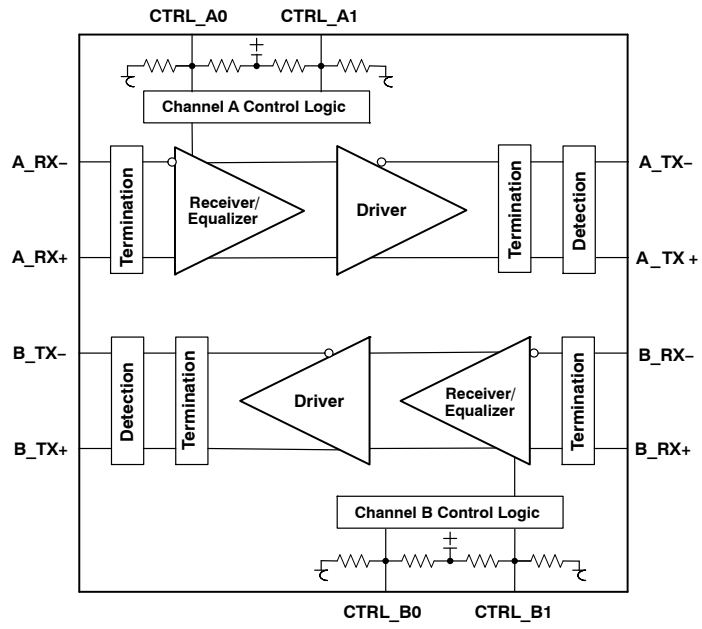 CTRL_A0 CTRL_A1
Channel A Control Logic
A_RX−
A_TX−
Termination
Receiver/
Equalizer
Driver
Termination
Detection
A_RX+
A_TX +
B_TX−
B_RX−
Detection
Termination
Driver
Receiver/
Equalizer
Termination
B_TX+
B_RX+
Channel B Control Logic
CTRL_B0 CTRL_B1